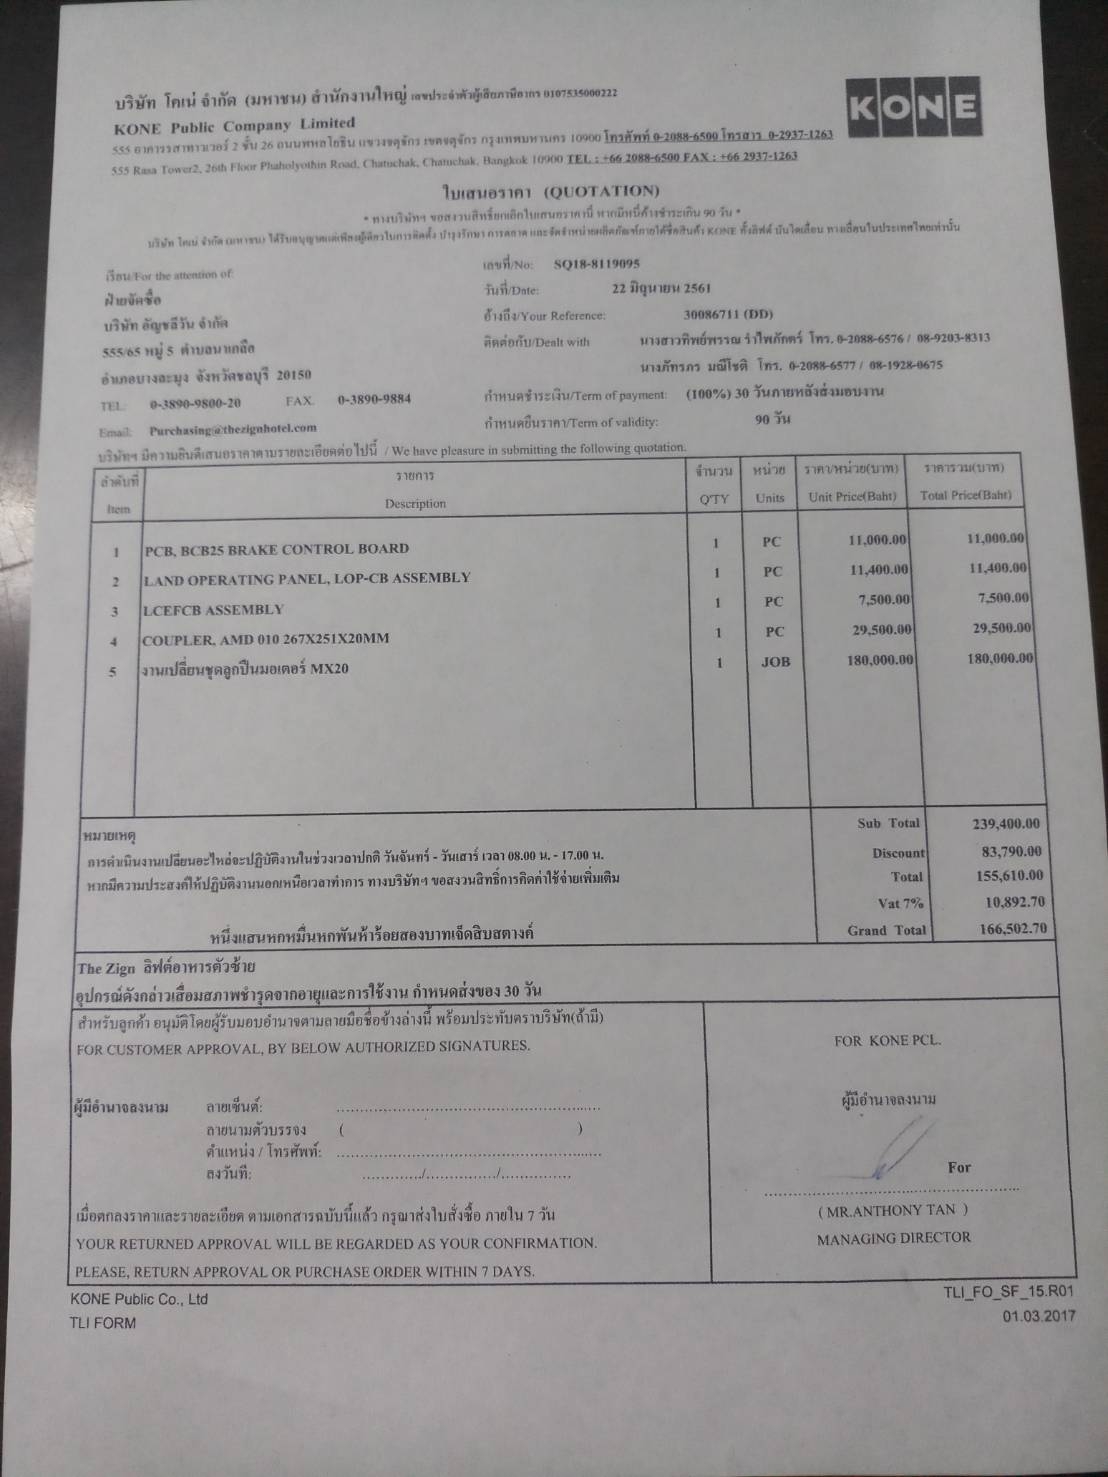 บริษัท โคเน่ จำกัด (มหาชน) สำนักงานใหญ่ เลขประจำตัวผู้เสียภาษีอากร 0107535000222
KONE
KONE Public Company Limited
555 อาคารรสาทาวเวอร์ 2 ชั้น 26 ถนนพหลโยธิน แขวงจตุจักร เขตจตุจักร กรุงเทพมหานคร 10900 โทรศัพท์ 0-2088-6500 โทรสาร 0-2937-1263
555 Rasa Tower2, 26th Floor Phaholyothin Road, Chatuchak, Chatuchak, Bangkok 10900 TEL : +66 2088-6500 FAX : +66 2937-1263
ใบเสนอราคา (QUOTATION)
* ทางบริษัทฯ ขอสงวนสิทธิ์ยกเลิกใบเสนอราคานี้ หากมีหนี้ค้างชำระเกิน 90 วัน *
บริษัท โคเน่ จำกัด (มหาชน) ได้รับอนุญาตแต่เพียงผู้เดียวในการติดตั้ง บำรุงรักษา การตลาด และจัดจำหน่ายผลิตภัณฑ์ภายใต้ชื่อสินค้า KONE ทั้งลิฟต์ บันไดเลื่อน ทางเลื่อนในประเทศไทยเท่านั้น
เรียน/For the attention of:
ฝ่ายจัดซื้อ
บริษัท อัญชลีวัน จำกัด
555/65 หมู่ 5 ตำบลนาเกลือ
อำเภอบางละมุง จังหวัดชลบุรี 20150
TEL: 0-3890-9800-20 FAX. 0-3890-9884
Email: Purchasing@thezignhotel.com
เลขที่/No: SQ18-8119095
วันที่/Date: 22 มิถุนายน 2561
อ้างถึง/Your Reference: 30086711 (DD)
ติดต่อกับ/Dealt with นางสาวทิพย์พรรณ รำไพภักตร์ โทร. 0-2088-6576 / 08-9203-8313
นางภัทรภร มณีโชติ โทร. 0-2088-6577 / 08-1928-0675
กำหนดชำระเงิน/Term of payment: (100%) 30 วันภายหลังส่งมอบงาน
กำหนดยืนราคา/Term of validity: 90 วัน
บริษัทฯ มีความยินดีเสนอราคาตามรายละเอียดต่อไปนี้ / We have pleasure in submitting the following quotation.
ลำดับที่ รายการ จำนวน หน่วย ราคา/หน่วย(บาท) ราคารวม(บาท)
Item Description Q'TY Units Unit Price(Baht) Total Price(Baht)
1 PCB, BCB25 BRAKE CONTROL BOARD 1 PC 11,000.00 11,000.00
2 LAND OPERATING PANEL, LOP-CB ASSEMBLY 1 PC 11,400.00 11,400.00
3 LCEFCB ASSEMBLY 1 PC 7,500.00 7,500.00
4 COUPLER, AMD 010 267X251X20MM 1 PC 29,500.00 29,500.00
5 งานเปลี่ยนชุดลูกปืนมอเตอร์ MX20 1 JOB 180,000.00 180,000.00
หมายเหตุ
การดำเนินงานเปลี่ยนอะไหล่จะปฏิบัติงานในช่วงเวลาปกติ วันจันทร์ - วันเสาร์ เวลา 08.00 น. - 17.00 น.
หากมีความประสงค์ให้ปฏิบัติงานนอกเหนือเวลาทำการ ทางบริษัทฯ ขอสงวนสิทธิ์การคิดค่าใช้จ่ายเพิ่มเติม
หนึ่งแสนหกหมื่นหกพันห้าร้อยสองบาทเจ็ดสิบสตางค์
Sub Total 239,400.00
Discount 83,790.00
Total 155,610.00
Vat 7% 10,892.70
Grand Total 166,502.70
The Zign ลิฟต์อาหารตัวซ้าย
อุปกรณ์ดังกล่าวเสื่อมสภาพชำรุดจากอายุและการใช้งาน กำหนดส่งของ 30 วัน
สำหรับลูกค้า อนุมัติโดยผู้รับมอบอำนาจตามลายมือชื่อข้างล่างนี้ พร้อมประทับตราบริษัท(ถ้ามี)
FOR CUSTOMER APPROVAL, BY BELOW AUTHORIZED SIGNATURES.
ผู้มีอำนาจลงนาม ลายเซ็นต์: ................................................
ลายนามตัวบรรจง ( )
ตำแหน่ง / โทรศัพท์: ................................................
ลงวันที่: ............./.............../...............
เมื่อตกลงราคาและรายละเอียด ตามเอกสารฉบับนี้แล้ว กรุณาส่งใบสั่งซื้อ ภายใน 7 วัน
YOUR RETURNED APPROVAL WILL BE REGARDED AS YOUR CONFIRMATION.
PLEASE, RETURN APPROVAL OR PURCHASE ORDER WITHIN 7 DAYS.
FOR KONE PCL.
ผู้มีอำนาจลงนาม
For
( MR.ANTHONY TAN )
MANAGING DIRECTOR
KONE Public Co., Ltd
TLI FORM
TLI_FO_SF_15.R01
01.03.2017